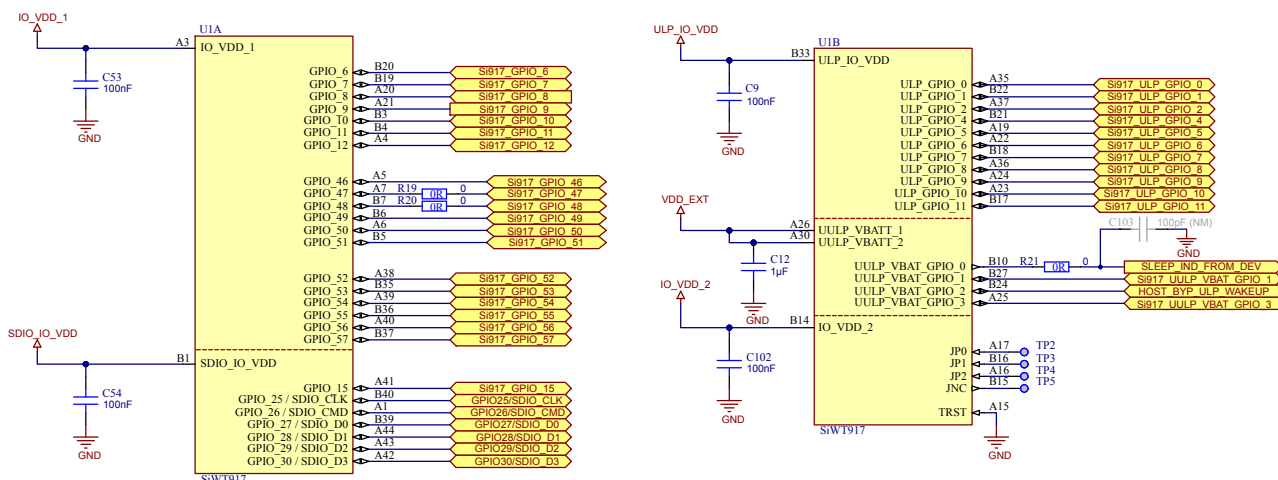 IO_VDD_1
C53
100nF
GND
U1A
A3 IO_VDD_1
GPIO_6 B20 Si917_GPIO_6
GPIO_7 B19 Si917_GPIO_7
GPIO_8 A20 Si917_GPIO_8
GPIO_9 A21 Si917_GPIO_9
GPIO_10 B3 Si917_GPIO_10
GPIO_11 B4 Si917_GPIO_11
GPIO_12 A4 Si917_GPIO_12
GPIO_46 A5 Si917_GPIO_46
GPIO_47 A7 R19 0R 0 Si917_GPIO_47
GPIO_48 B7 R20 0R 0 Si917_GPIO_48
GPIO_49 B6 Si917_GPIO_49
GPIO_50 A6 Si917_GPIO_50
GPIO_51 B5 Si917_GPIO_51
GPIO_52 A38 Si917_GPIO_52
GPIO_53 B35 Si917_GPIO_53
GPIO_54 A39 Si917_GPIO_54
GPIO_55 B36 Si917_GPIO_55
GPIO_56 A40 Si917_GPIO_56
GPIO_57 B37 Si917_GPIO_57
SDIO_IO_VDD
C54
100nF
GND
B1 SDIO_IO_VDD
GPIO_15 A41 Si917_GPIO_15
GPIO_25 / SDIO_CLK B40 GPIO25/SDIO_CLK
GPIO_26 / SDIO_CMD A1 GPIO26/SDIO_CMD
GPIO_27 / SDIO_D0 B39 GPIO27/SDIO_D0
GPIO_28 / SDIO_D1 A44 GPIO28/SDIO_D1
GPIO_29 / SDIO_D2 A43 GPIO29/SDIO_D2
GPIO_30 / SDIO_D3 A42 GPIO30/SDIO_D3
SiWT917
ULP_IO_VDD
C9
100nF
GND
U1B
B33 ULP_IO_VDD
ULP_GPIO_0 A35 Si917_ULP_GPIO_0
ULP_GPIO_1 B22 Si917_ULP_GPIO_1
ULP_GPIO_2 A37 Si917_ULP_GPIO_2
ULP_GPIO_4 B21 Si917_ULP_GPIO_4
ULP_GPIO_5 A19 Si917_ULP_GPIO_5
ULP_GPIO_6 A22 Si917_ULP_GPIO_6
ULP_GPIO_7 B18 Si917_ULP_GPIO_7
ULP_GPIO_8 A36 Si917_ULP_GPIO_8
ULP_GPIO_9 A24 Si917_ULP_GPIO_9
ULP_GPIO_10 A23 Si917_ULP_GPIO_10
ULP_GPIO_11 B17 Si917_ULP_GPIO_11
VDD_EXT
A26 UULP_VBATT_1
A30 UULP_VBATT_2
C12
1µF
GND
C103 100pF (NM)
GND
UULP_VBAT_GPIO_0 B10 R21 0R 0 SLEEP_IND_FROM_DEV
UULP_VBAT_GPIO_1 B27 Si917_UULP_VBAT_GPIO_1
UULP_VBAT_GPIO_2 B24 HOST_BYP_ULP_WAKEUP
UULP_VBAT_GPIO_3 A25 Si917_UULP_VBAT_GPIO_3
IO_VDD_2
C102
100nF
GND
B14 IO_VDD_2
JP0 A17 TP2
JP1 B16 TP3
JP2 A16 TP4
JNC B15 TP5
TRST A15
GND
SiWT917